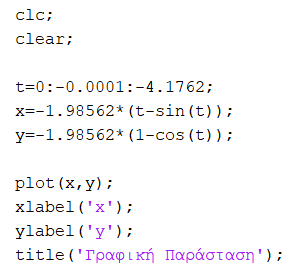 clc;
clear;
t=0:-0.0001:-4.1762;
x=-1.98562*(t-sin(t));
y=-1.98562*(1-cos(t));
plot(x,y);
xlabel('x');
ylabel('y');
title('Γραφική Παράσταση');